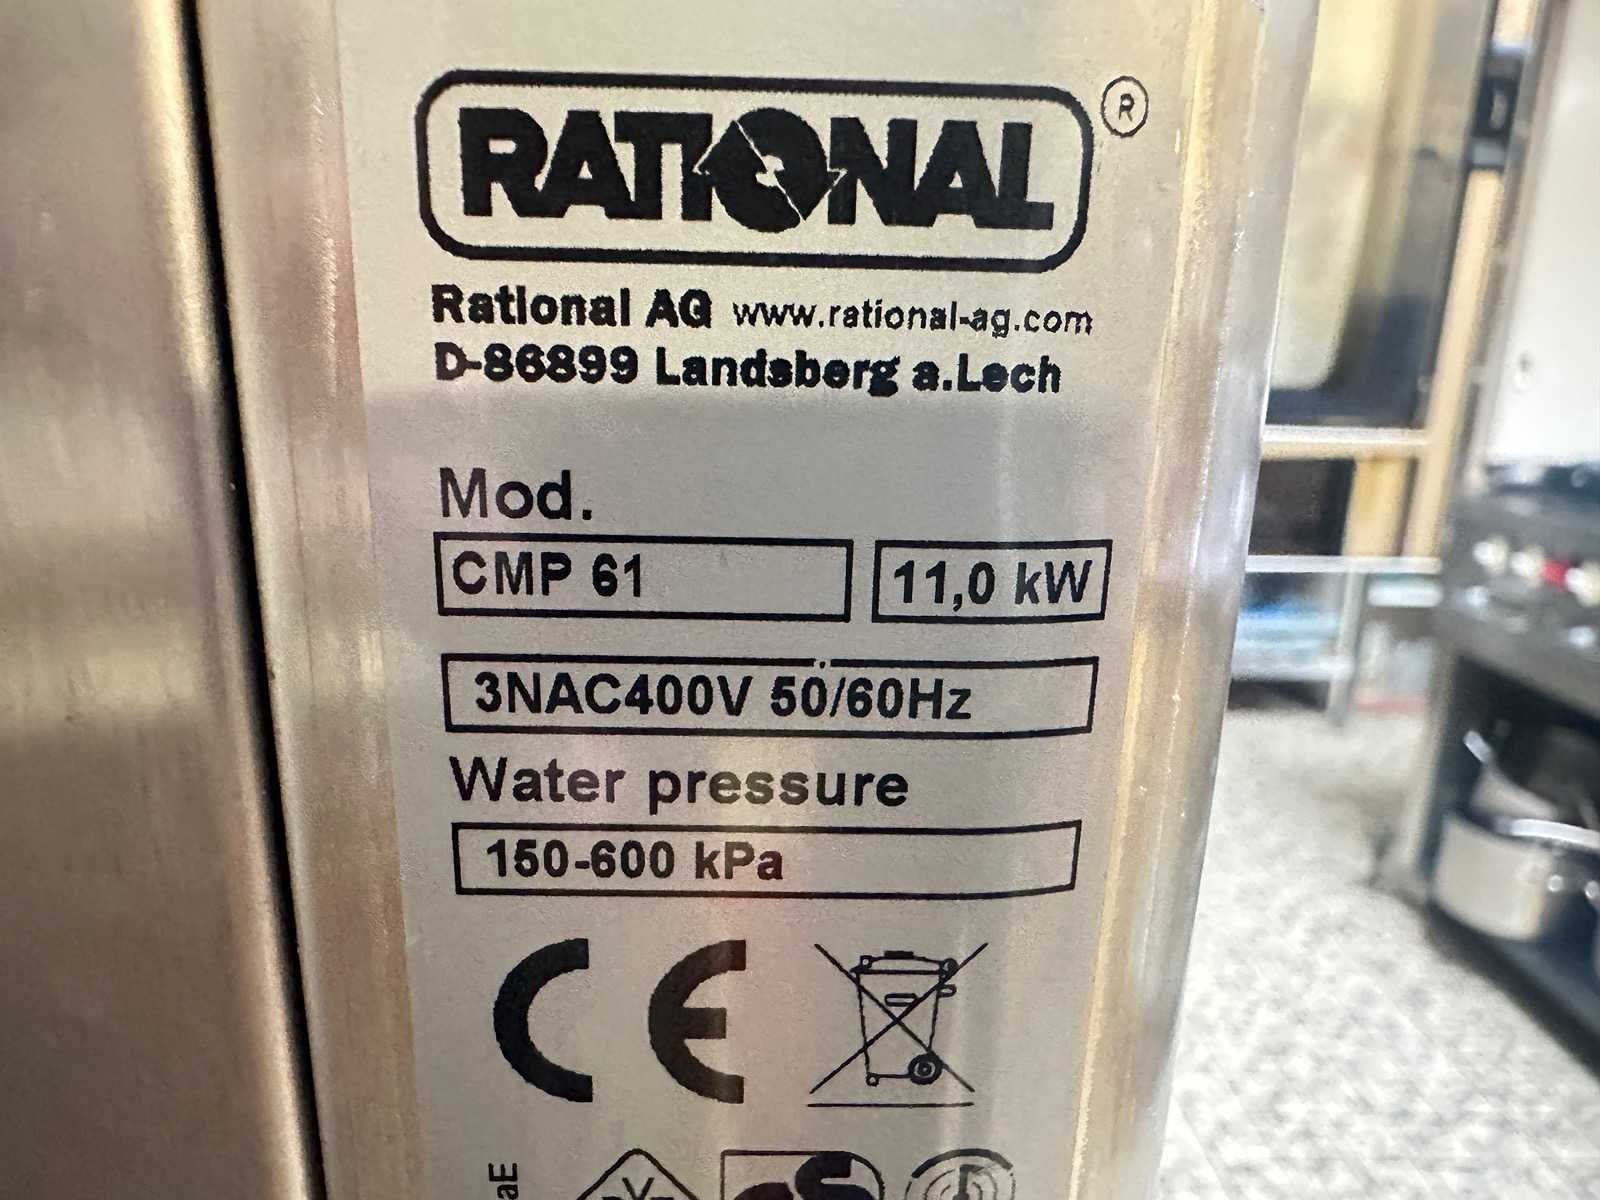 RATIONAL ®
Rational AG www.rational-ag.com
D-86899 Landsberg a.Lech
Mod.
CMP 61 11,0 kW
3NAC400V 50/60Hz
Water pressure
150-600 kPa
CE